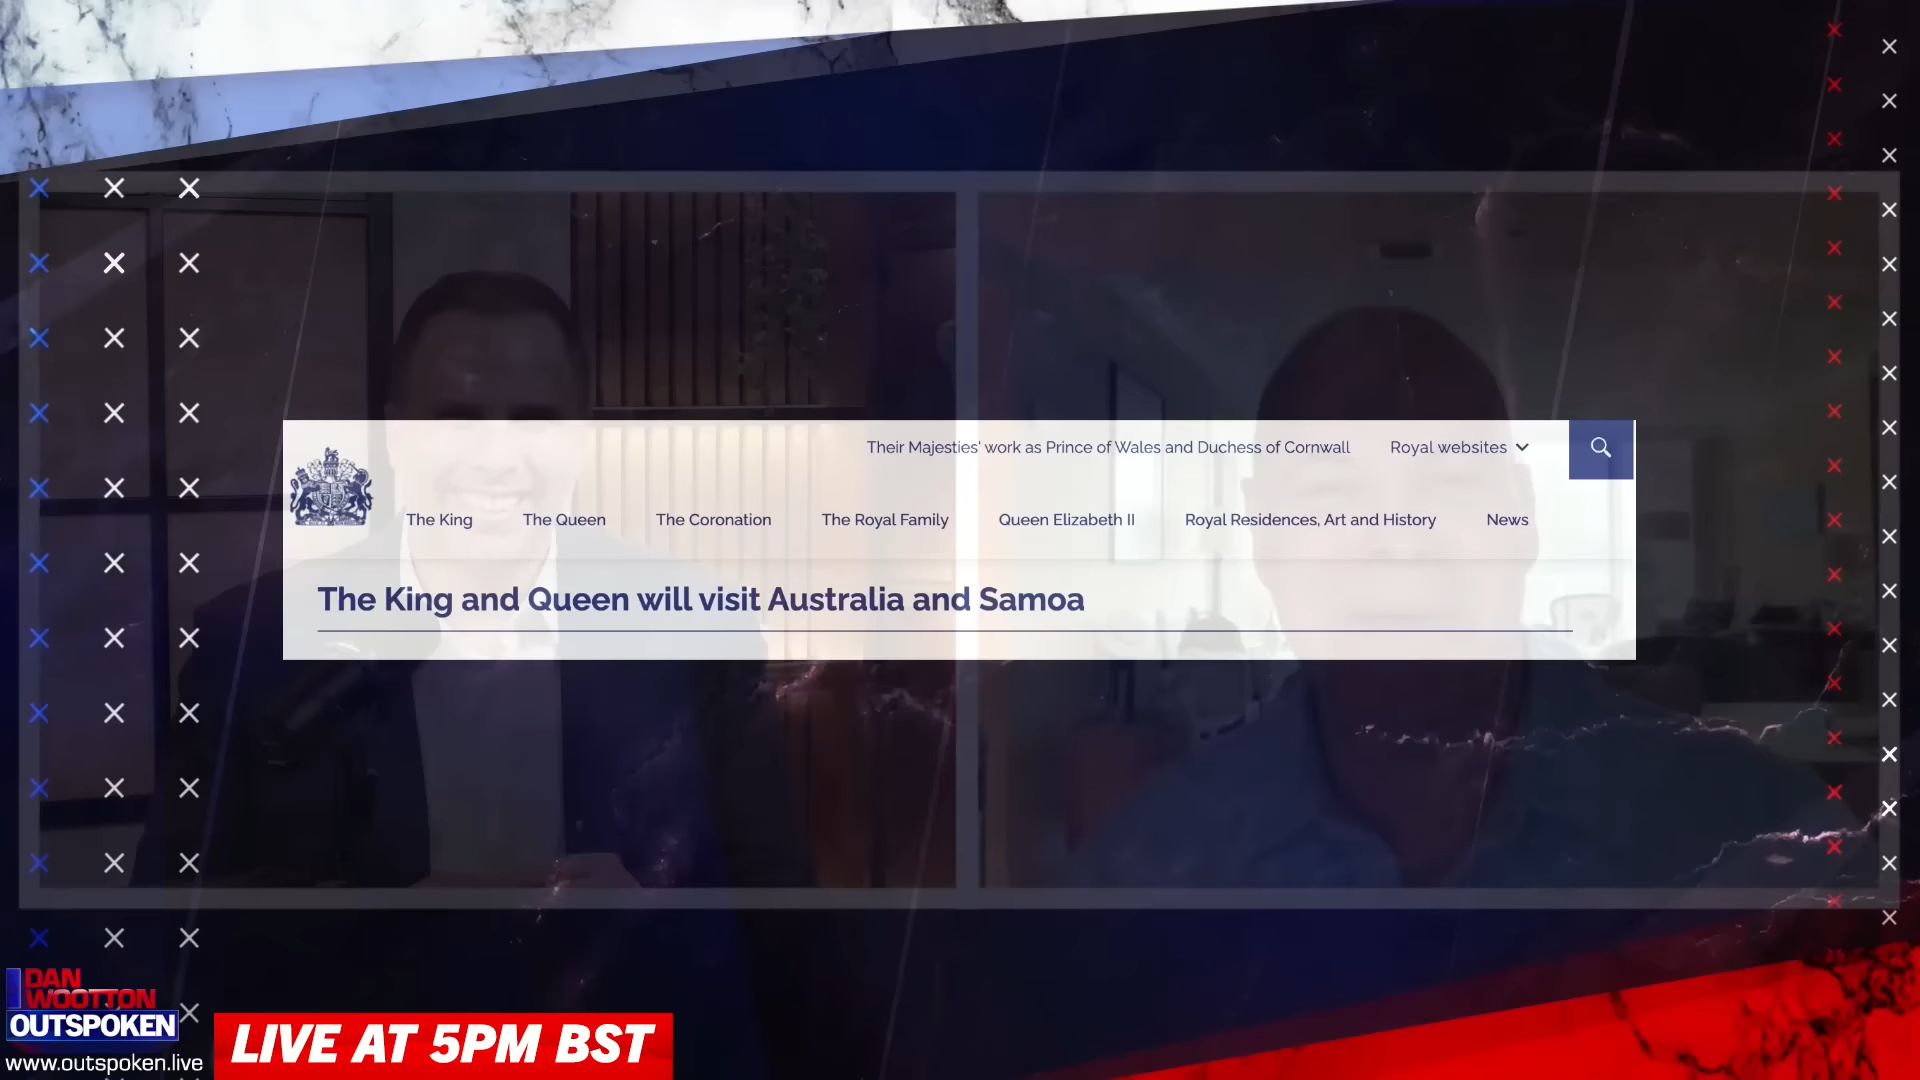 Their Majesties' work as Prince of Wales and Duchess of Cornwall Royal websites
The King The Queen The Coronation The Royal Family Queen Elizabeth II Royal Residences, Art and History News
The King and Queen will visit Australia and Samoa
DAN
WOOTTON
OUTSPOKEN
www.outspoken.live
LIVE AT 5PM BST